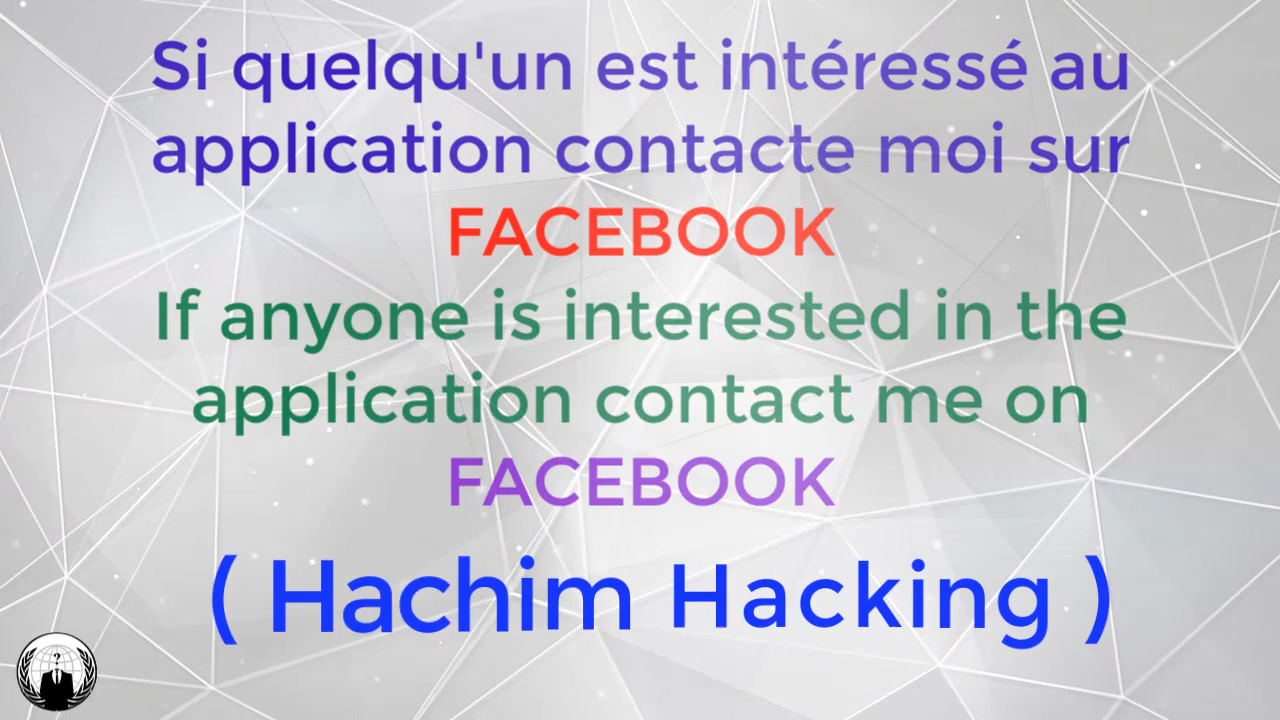 Si quelqu'un est intéressé au
application contacte moi sur
FACEBOOK
If anyone is interested in the
application contact me on
FACEBOOK
( Hachim Hacking )
?